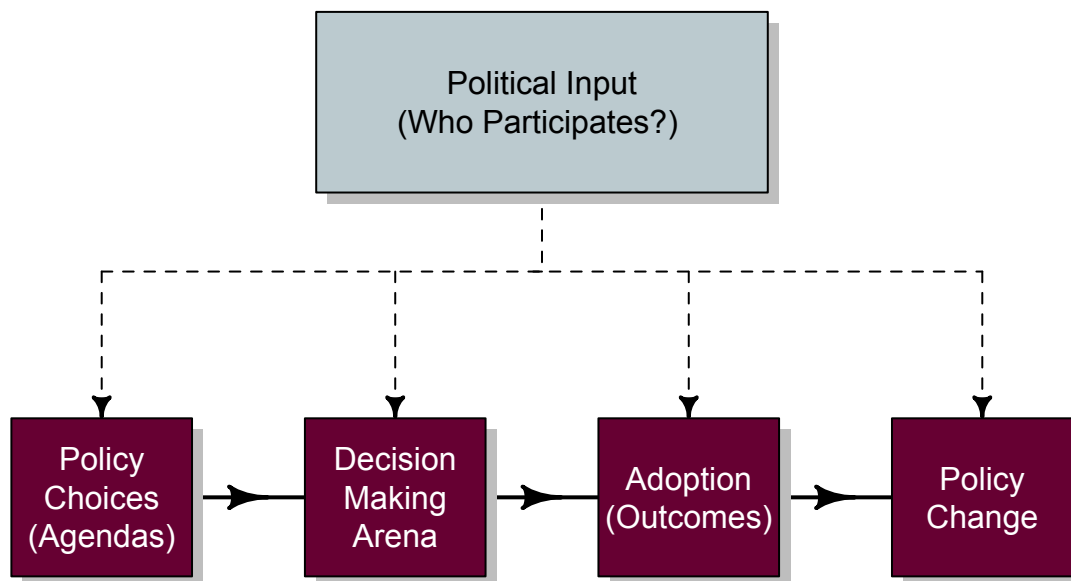 Political Input
(Who Participates?)
Policy
Choices
(Agendas)
Decision
Making
Arena
Adoption
(Outcomes)
Policy
Change